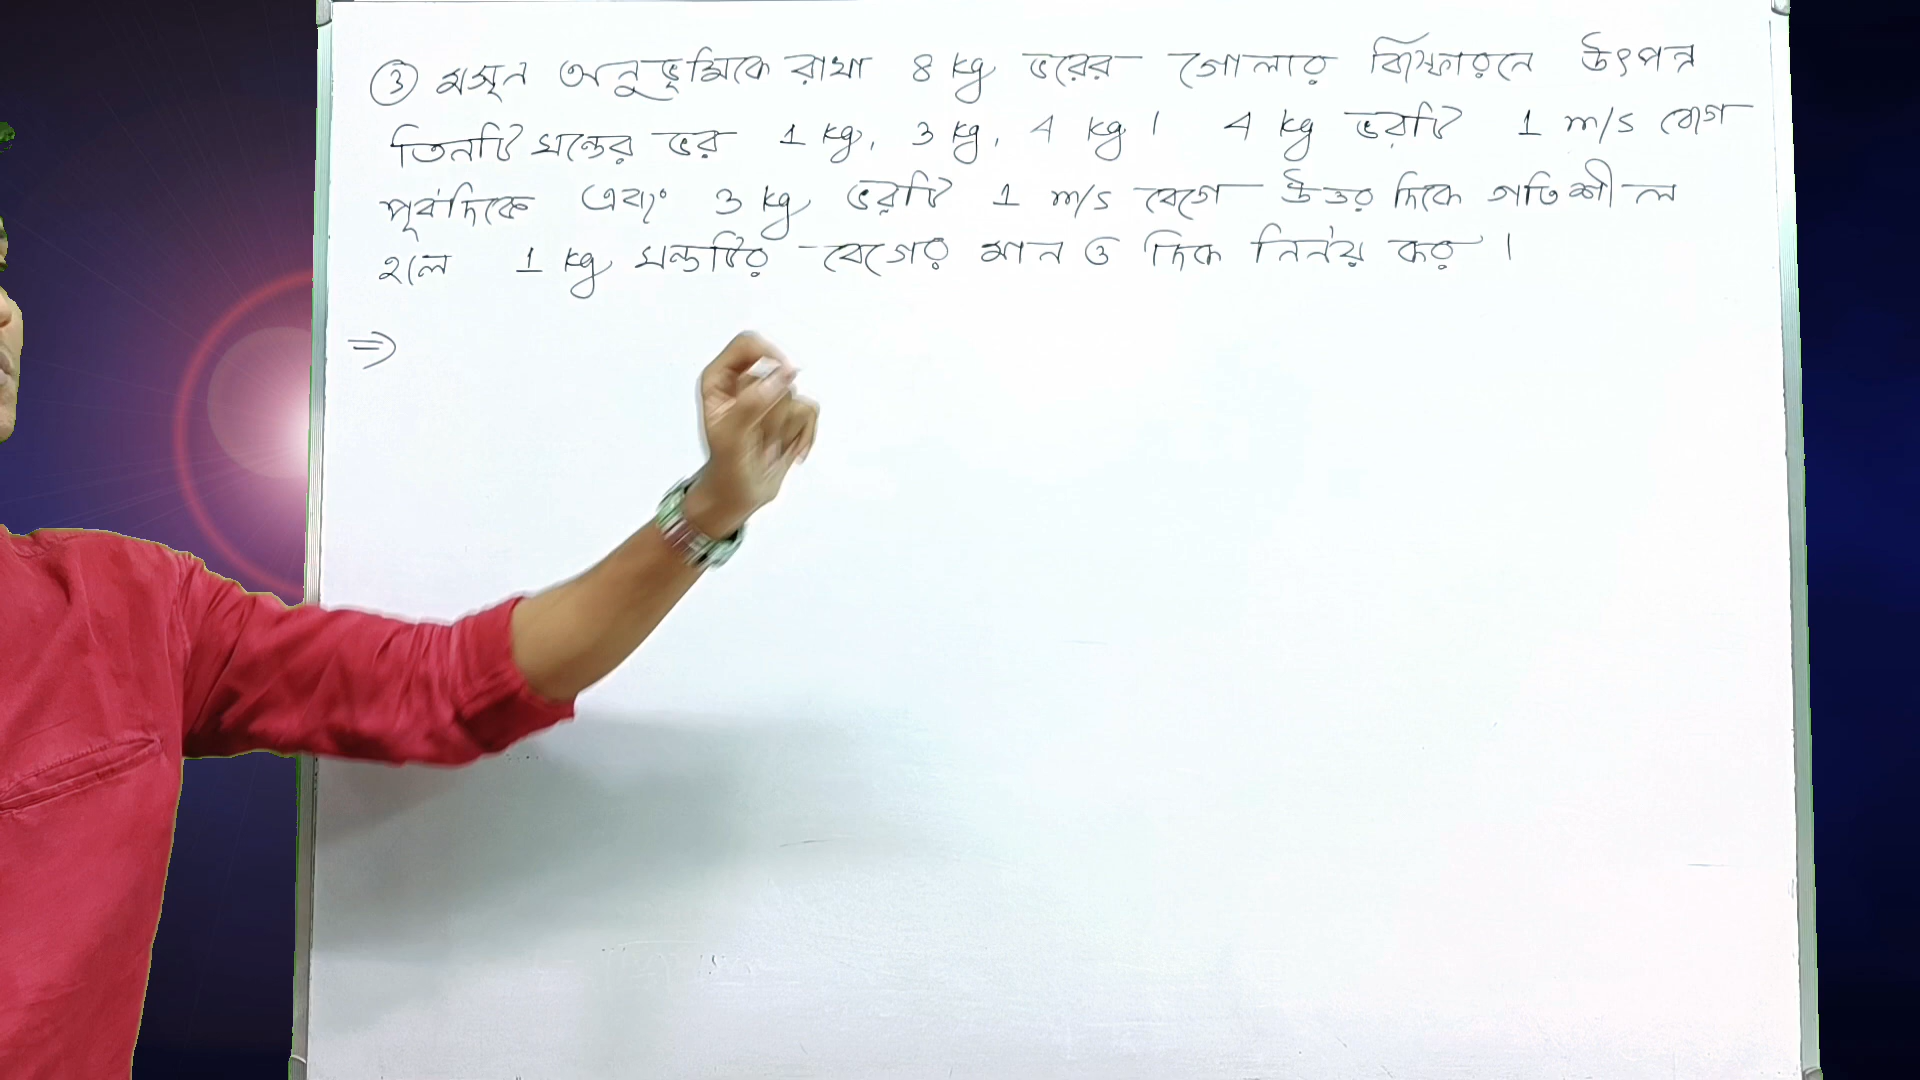 ③ মসৃন অনুভূমিকে রাখা 8 kg ভরের গোলার বিস্ফোরনে উৎপন্ন
তিনটি খন্ডের ভর 1 kg, 3 kg, 4 kg। 4 kg ভরটি 1 m/s বেগে
পূর্বদিকে এবং 3 kg ভরটি 1 m/s বেগে উত্তর দিকে গতিশীল
হলে 1 kg খন্ডটির বেগের মান ও দিক নির্নয় কর।
⇒